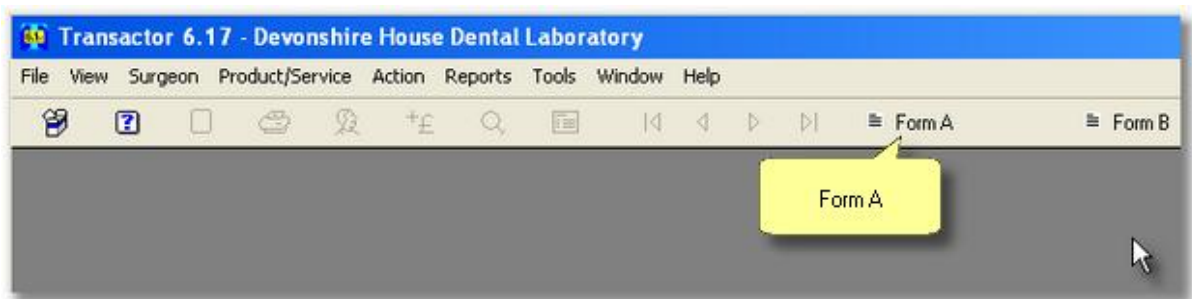 Transactor 6.17 - Devonshire House Dental Laboratory
File View Surgeon Product/Service Action Reports Tools Window Help
+£ Form A Form B
Form A